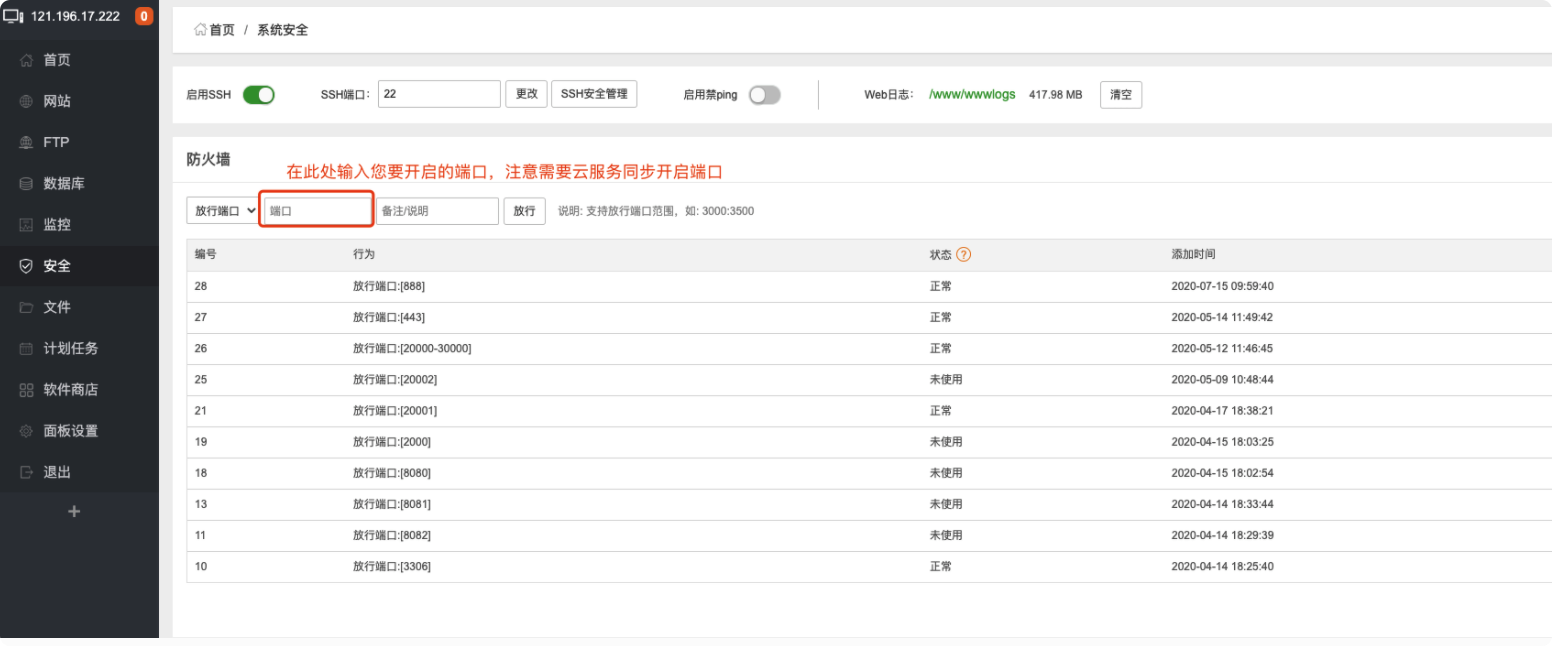 121.196.17.222 0
首页
网站
FTP
数据库
监控
安全
文件
计划任务
软件商店
面板设置
退出
+
首页 / 系统安全
启用SSH SSH端口: 22 更改 SSH安全管理 启用禁ping Web日志: /www/wwwlogs 417.98 MB 清空
防火墙
在此处输入您要开启的端口，注意需要云服务同步开启端口
放行端口 端口 备注/说明 放行 说明: 支持放行端口范围，如: 3000:3500
编号 行为 状态 ? 添加时间
28 放行端口:[888] 正常 2020-07-15 09:59:40
27 放行端口:[443] 正常 2020-05-14 11:49:42
26 放行端口:[20000-30000] 正常 2020-05-12 11:46:45
25 放行端口:[20002] 未使用 2020-05-09 10:48:44
21 放行端口:[20001] 正常 2020-04-17 18:38:21
19 放行端口:[2000] 未使用 2020-04-15 18:03:25
18 放行端口:[8080] 未使用 2020-04-15 18:02:54
13 放行端口:[8081] 未使用 2020-04-14 18:33:44
11 放行端口:[8082] 未使用 2020-04-14 18:29:39
10 放行端口:[3306] 正常 2020-04-14 18:25:40